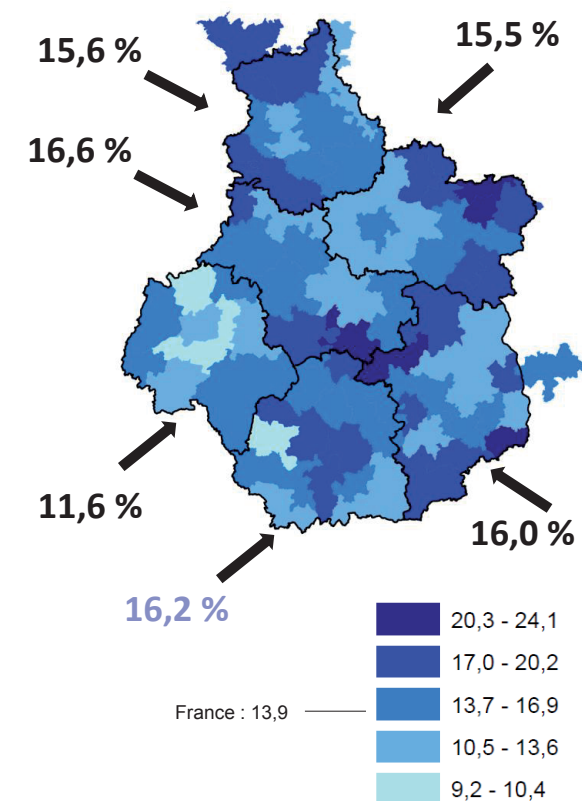 15,6 %
15,5 %
16,6 %
11,6 %
16,0 %
16,2 %
20,3 - 24,1
17,0 - 20,2
France : 13,9
13,7 - 16,9
10,5 - 13,6
9,2 - 10,4